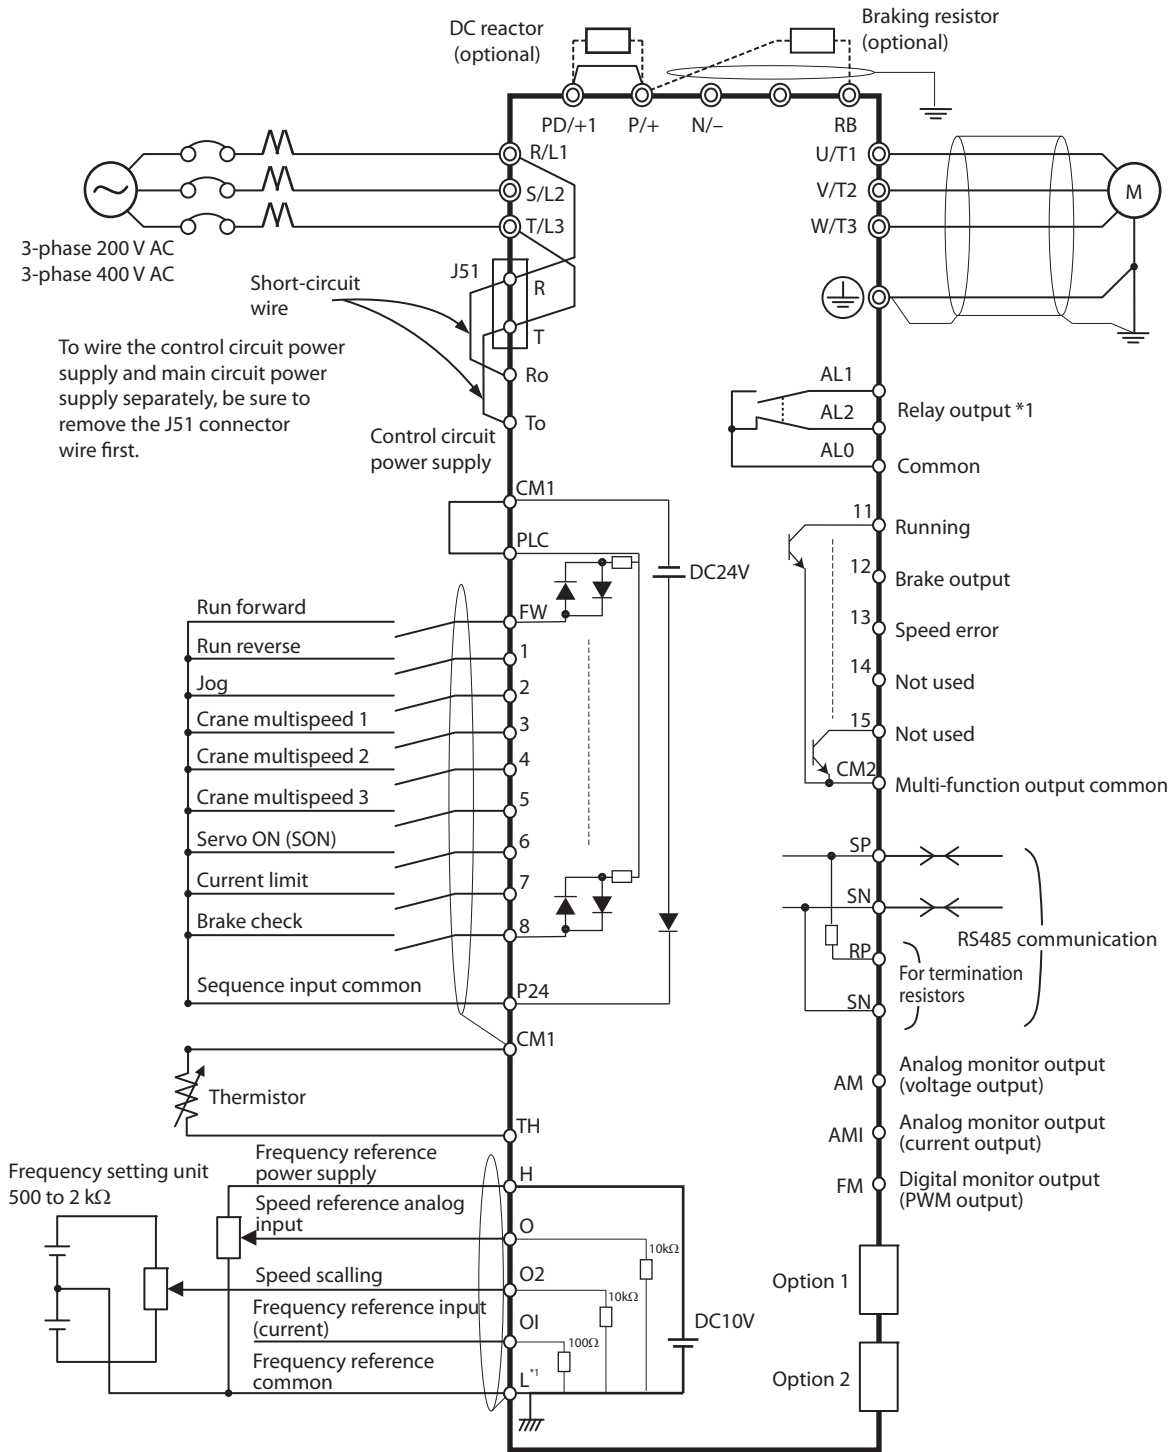 DC reactor
(optional)
Braking resistor
(optional)
PD/+1
P/+
N/–
RB
R/L1
S/L2
T/L3
U/T1
V/T2
W/T3
M
3-phase 200 V AC
3-phase 400 V AC
J51
R
T
Short-circuit
wire
To wire the control circuit power
supply and main circuit power
supply separately, be sure to
remove the J51 connector
wire first.
Ro
To
Control circuit
power supply
AL1
AL2
Relay output *1
AL0
Common
CM1
PLC
DC24V
11
Running
12
Brake output
13
Speed error
14
Not used
15
Not used
CM2
Multi-function output common
Run forward
FW
Run reverse
1
Jog
2
Crane multispeed 1
3
Crane multispeed 2
4
Crane multispeed 3
5
Servo ON (SON)
6
Current limit
7
Brake check
8
Sequence input common
P24
CM1
Thermistor
TH
SP
SN
RS485 communication
RP
For termination
resistors
SN
AM
Analog monitor output
(voltage output)
AMI
Analog monitor output
(current output)
FM
Digital monitor output
(PWM output)
Frequency setting unit
500 to 2 kΩ
Frequency reference
power supply
H
Speed reference analog
input
O
10kΩ
Speed scalling
O2
10kΩ
Frequency reference input
(current)
OI
100Ω
DC10V
Frequency reference
common
L*1
Option 1
Option 2